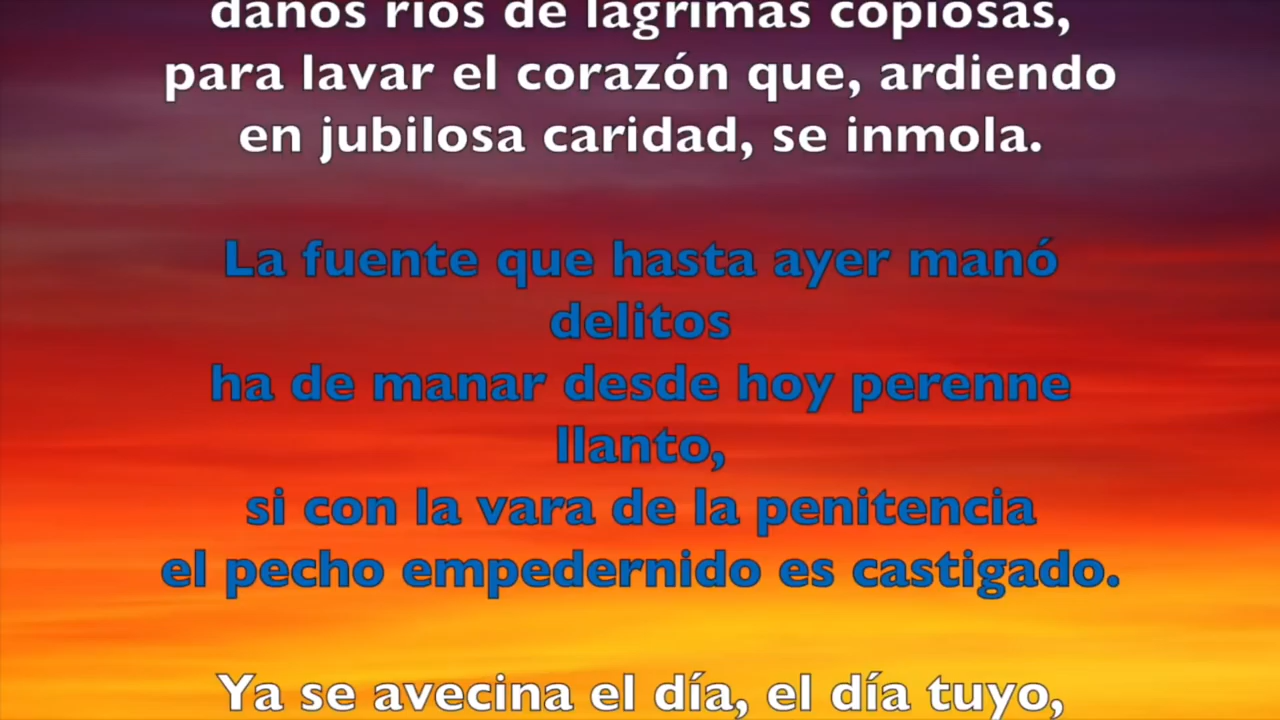 danos ríos de lágrimas copiosas,
para lavar el corazón que, ardiendo
en jubilosa caridad, se inmola.
La fuente que hasta ayer manó
delitos
ha de manar desde hoy perenne
llanto,
si con la vara de la penitencia
el pecho empedernido es castigado.
Ya se avecina el día, el día tuyo,